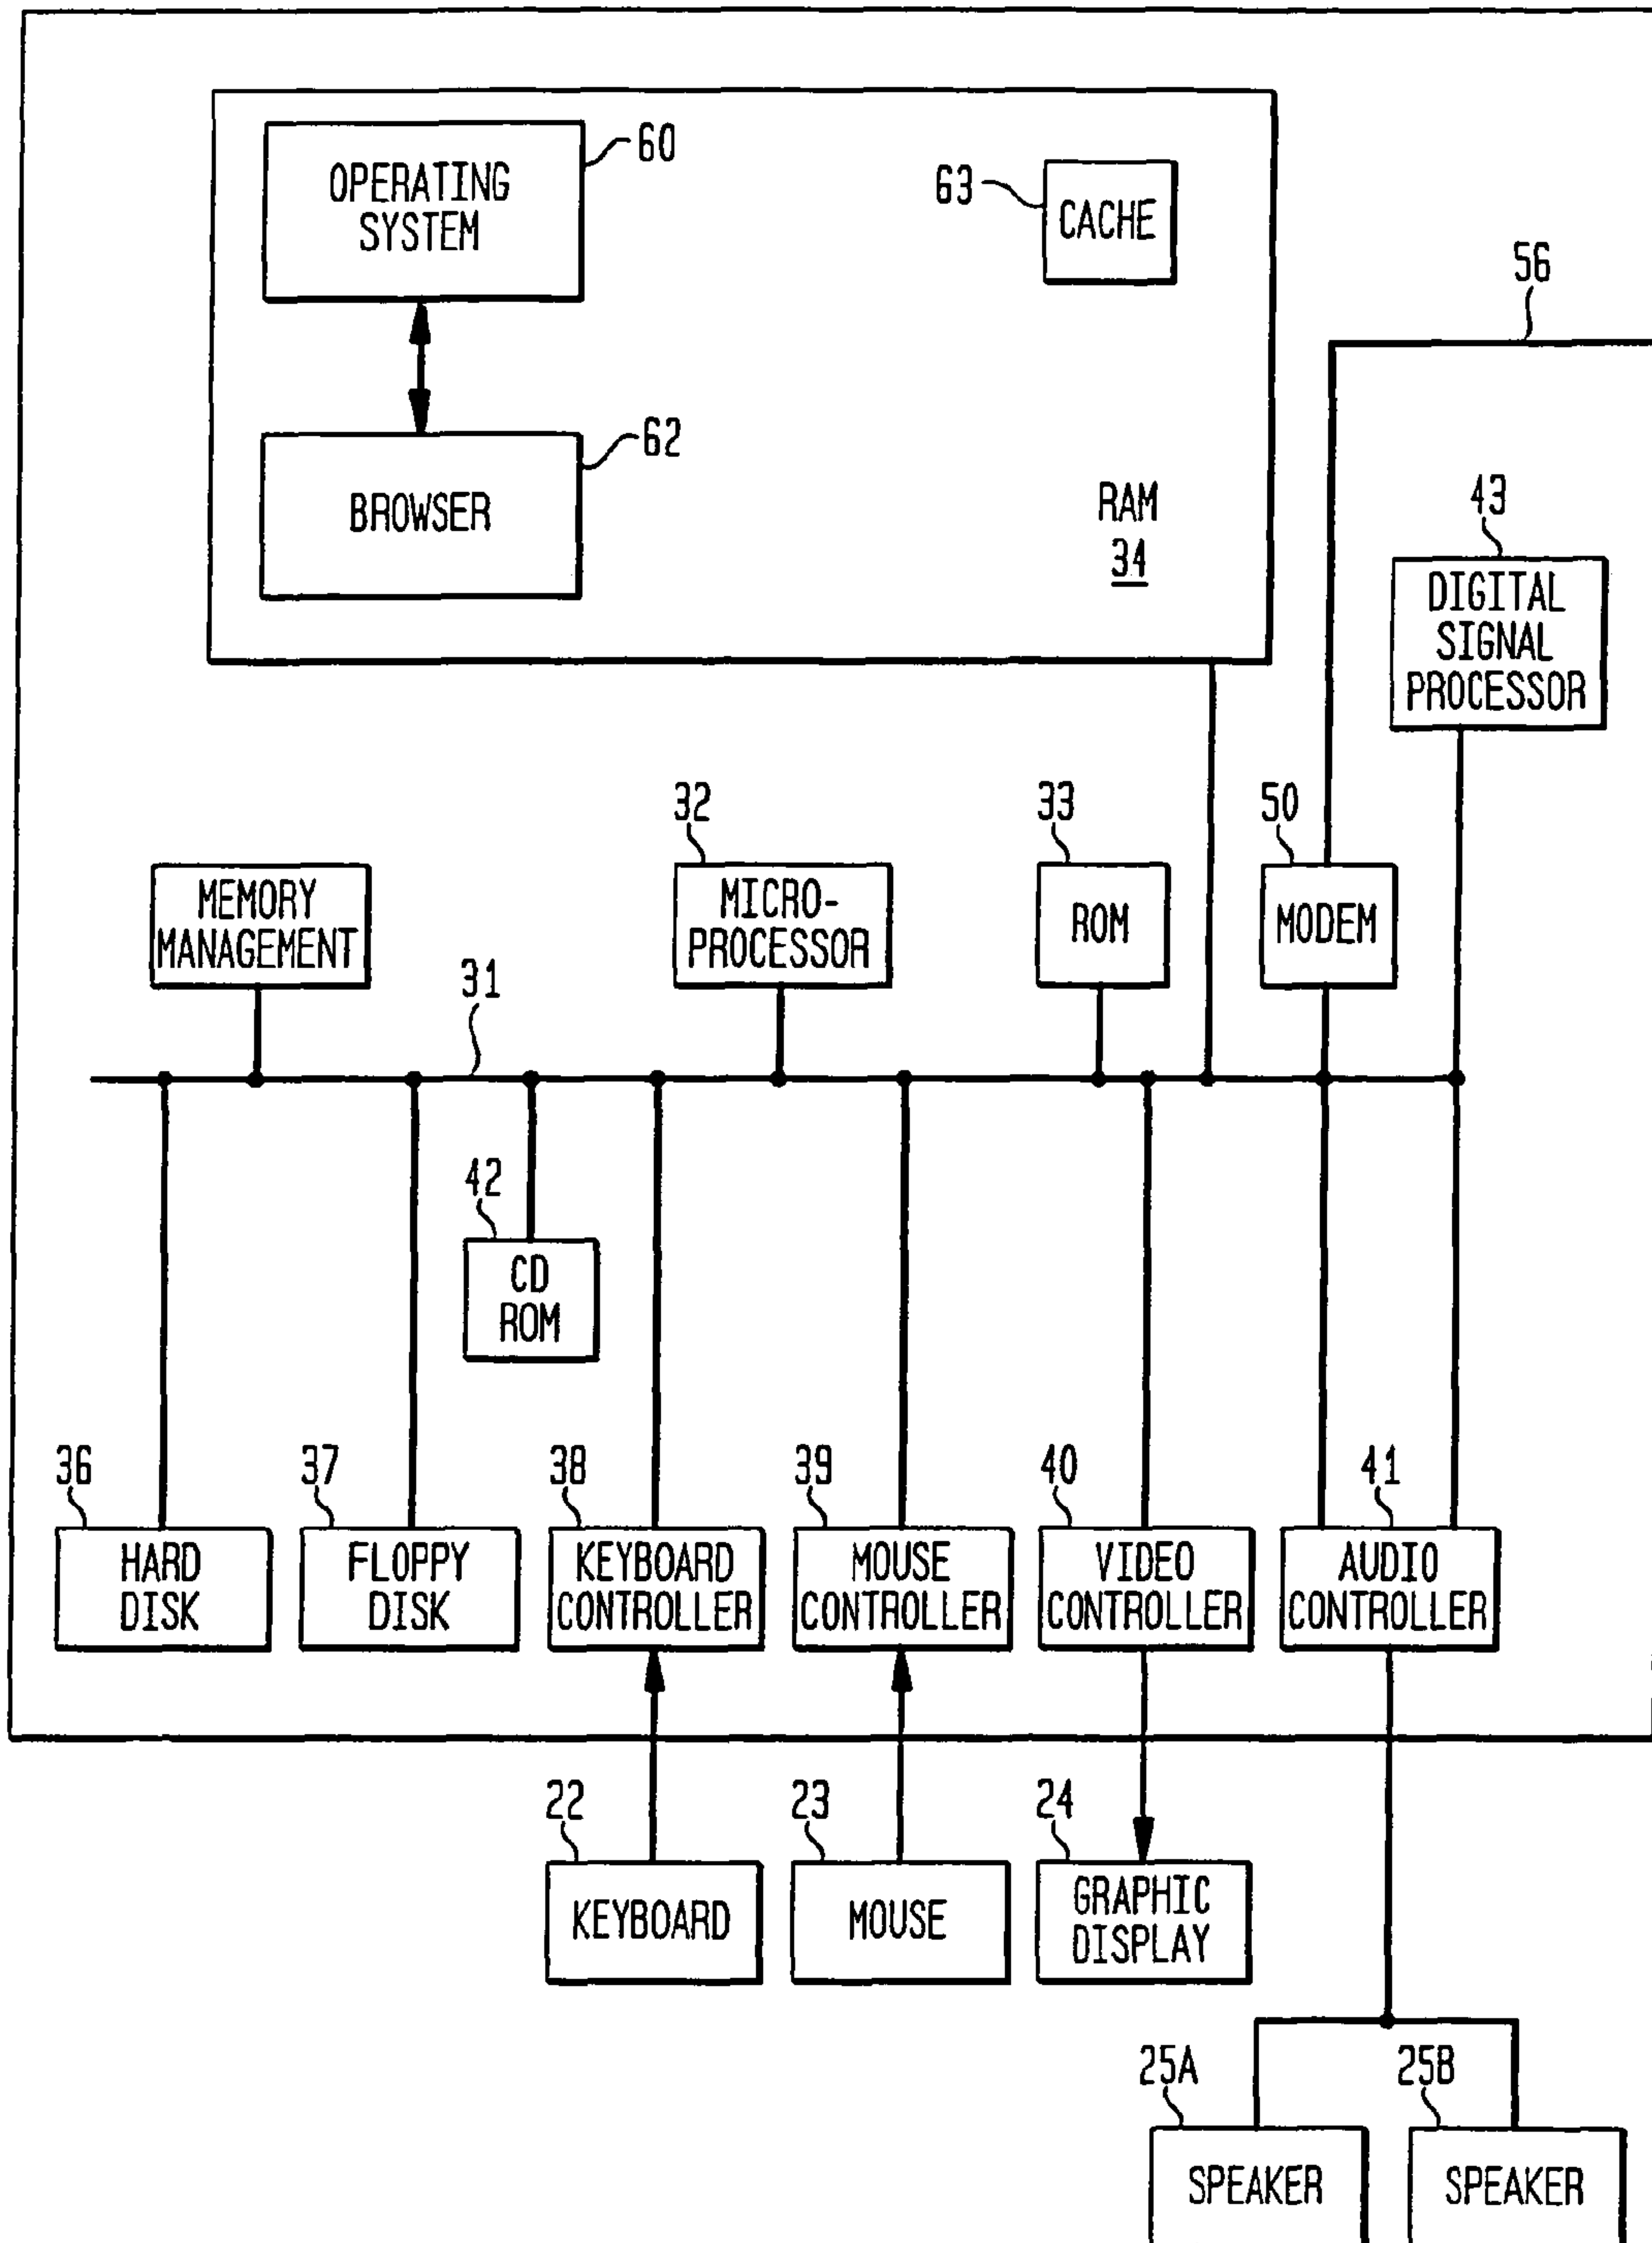 60
OPERATING
SYSTEM
63
CACHE
56
62
BROWSER
RAM
34
43
DIGITAL
SIGNAL
PROCESSOR
32
33
50
MEMORY
MANAGEMENT
MICRO-
PROCESSOR
ROM
MODEM
31
42
CD
ROM
36
37
38
39
40
41
HARD
DISK
FLOPPY
DISK
KEYBOARD
CONTROLLER
MOUSE
CONTROLLER
VIDEO
CONTROLLER
AUDIO
CONTROLLER
22
23
24
KEYBOARD
MOUSE
GRAPHIC
DISPLAY
25A
25B
SPEAKER
SPEAKER